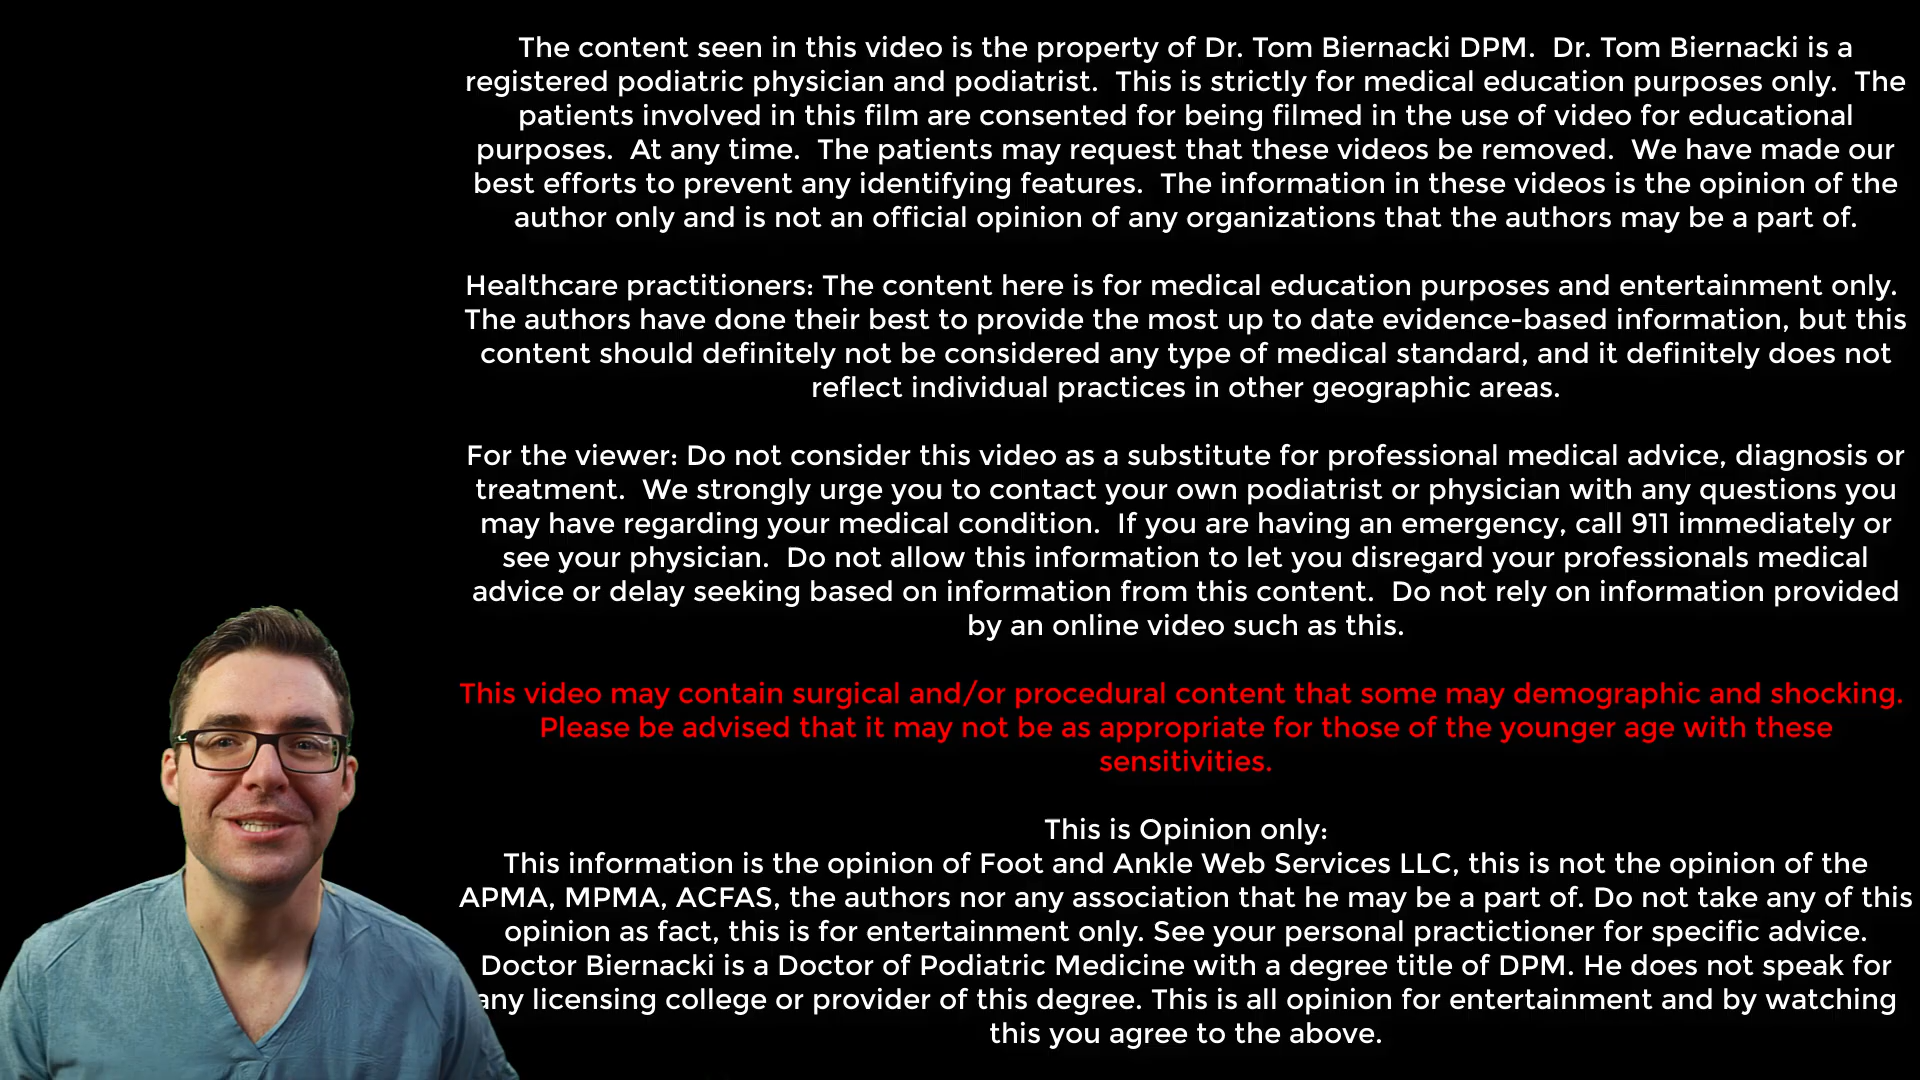 The content seen in this video is the property of Dr. Tom Biernacki DPM.  Dr. Tom Biernacki is a
registered podiatric physician and podiatrist.  This is strictly for medical education purposes only.  The
patients involved in this film are consented for being filmed in the use of video for educational
purposes.  At any time.  The patients may request that these videos be removed.  We have made our
best efforts to prevent any identifying features.  The information in these videos is the opinion of the
author only and is not an official opinion of any organizations that the authors may be a part of.
Healthcare practitioners: The content here is for medical education purposes and entertainment only.
The authors have done their best to provide the most up to date evidence-based information, but this
content should definitely not be considered any type of medical standard, and it definitely does not
reflect individual practices in other geographic areas.
For the viewer: Do not consider this video as a substitute for professional medical advice, diagnosis or
treatment.  We strongly urge you to contact your own podiatrist or physician with any questions you
may have regarding your medical condition.  If you are having an emergency, call 911 immediately or
see your physician.  Do not allow this information to let you disregard your professionals medical
advice or delay seeking based on information from this content.  Do not rely on information provided
by an online video such as this.
This video may contain surgical and/or procedural content that some may demographic and shocking.
Please be advised that it may not be as appropriate for those of the younger age with these
sensitivities.
This is Opinion only:
This information is the opinion of Foot and Ankle Web Services LLC, this is not the opinion of the
APMA, MPMA, ACFAS, the authors nor any association that he may be a part of. Do not take any of this
opinion as fact, this is for entertainment only. See your personal practictioner for specific advice.
Doctor Biernacki is a Doctor of Podiatric Medicine with a degree title of DPM. He does not speak for
any licensing college or provider of this degree. This is all opinion for entertainment and by watching
this you agree to the above.